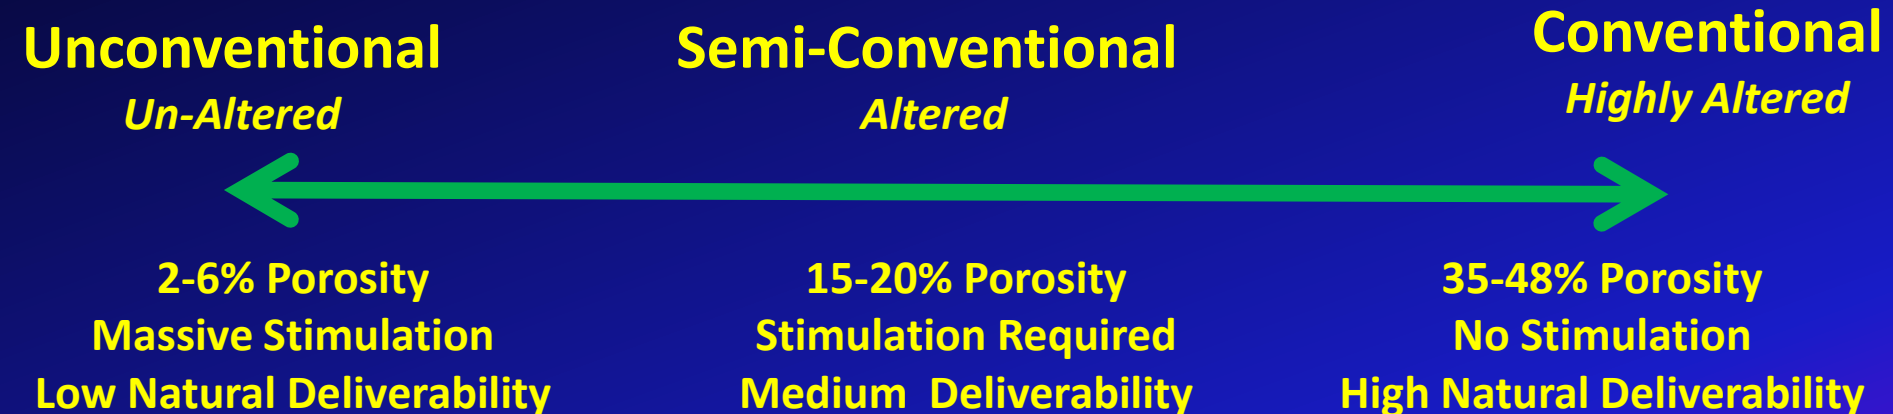 Unconventional
Un-Altered
2-6% Porosity
Massive Stimulation
Low Natural Deliverability
Semi-Conventional
Altered
15-20% Porosity
Stimulation Required
Medium  Deliverability
Conventional
Highly Altered
35-48% Porosity
No Stimulation
High Natural Deliverability